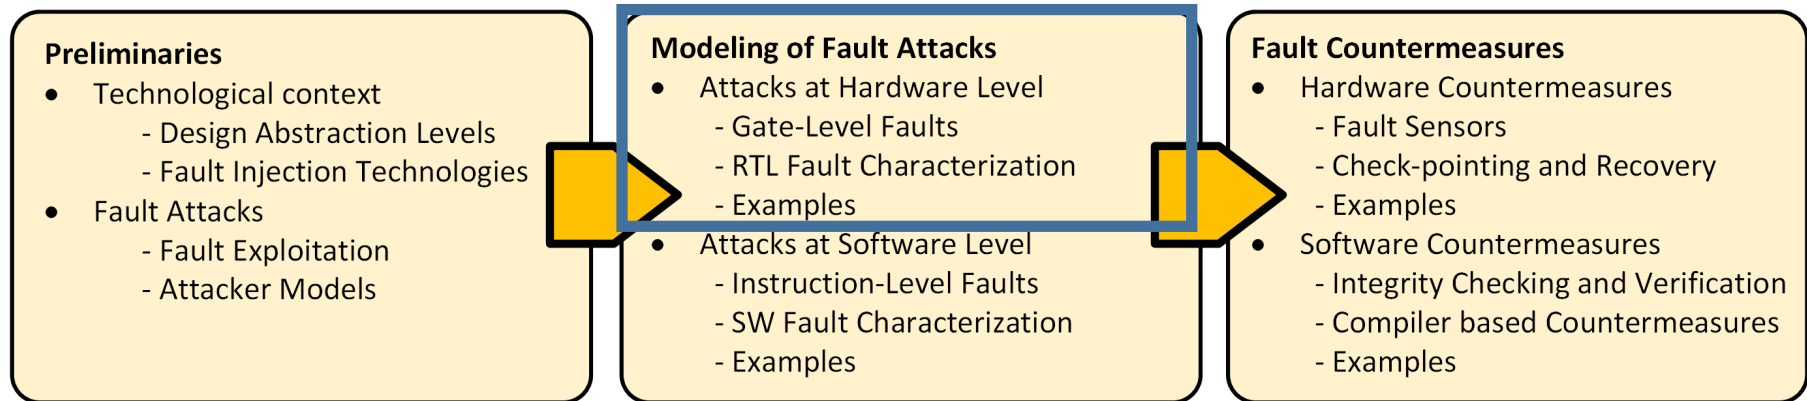 Preliminaries
• Technological context
- Design Abstraction Levels
- Fault Injection Technologies
• Fault Attacks
- Fault Exploitation
- Attacker Models
Modeling of Fault Attacks
• Attacks at Hardware Level
- Gate-Level Faults
- RTL Fault Characterization
- Examples
• Attacks at Software Level
- Instruction-Level Faults
- SW Fault Characterization
- Examples
Fault Countermeasures
• Hardware Countermeasures
- Fault Sensors
- Check-pointing and Recovery
- Examples
• Software Countermeasures
- Integrity Checking and Verification
- Compiler based Countermeasures
- Examples